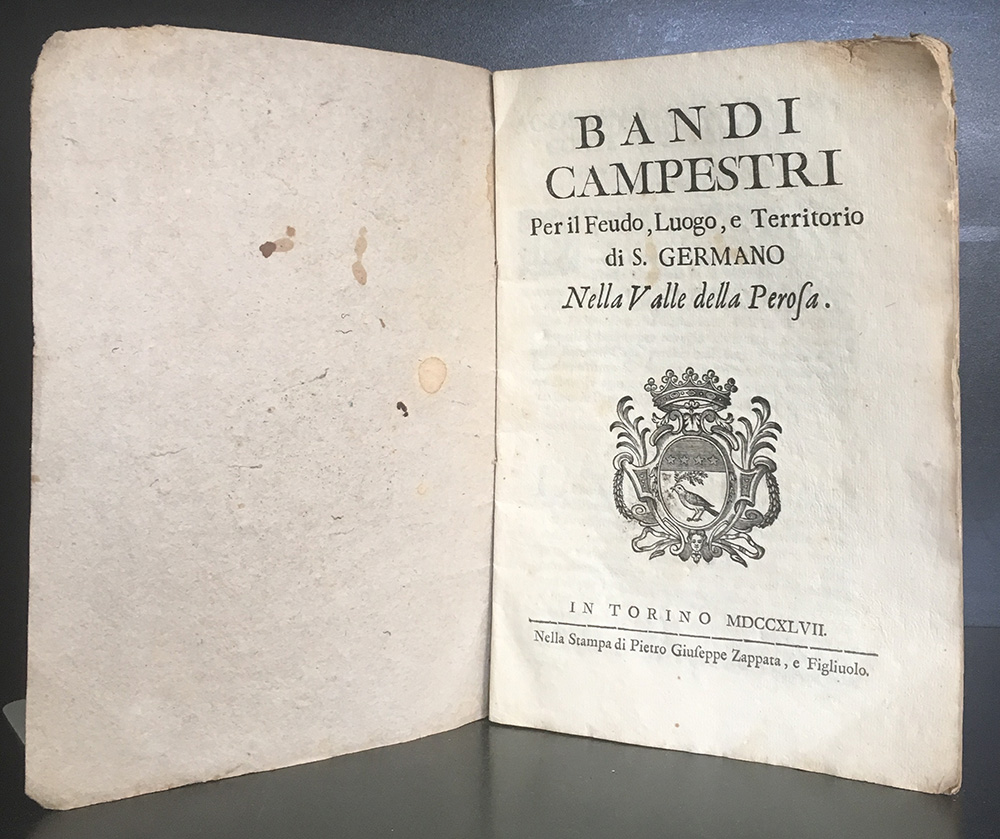 BANDI
CAMPESTRI
Per il Feudo, Luogo, e Territorio
di S. GERMANO
Nella Valle della Peroſa.
IN TORINO MDCCXLVII.
Nella Stampa di Pietro Giuſeppe Zappata, e Figliuolo.